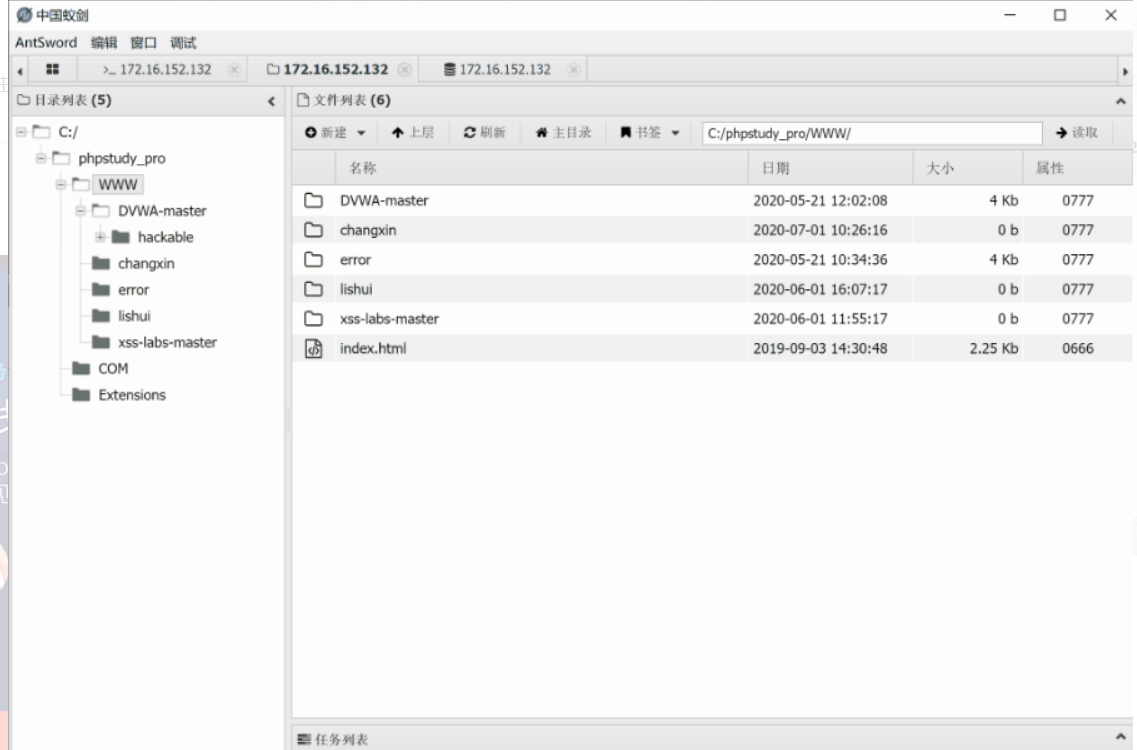 中国蚁剑
AntSword 编辑 窗口 调试
>_ 172.16.152.132 172.16.152.132 172.16.152.132
目录列表 (5)
C:/
phpstudy_pro
WWW
DVWA-master
hackable
changxin
error
lishui
xss-labs-master
COM
Extensions
文件列表 (6)
新建 上层 刷新 主目录 书签 C:/phpstudy_pro/WWW/ 读取
名称 日期 大小 属性
DVWA-master 2020-05-21 12:02:08 4 Kb 0777
changxin 2020-07-01 10:26:16 0 b 0777
error 2020-05-21 10:34:36 4 Kb 0777
lishui 2020-06-01 16:07:17 0 b 0777
xss-labs-master 2020-06-01 11:55:17 0 b 0777
index.html 2019-09-03 14:30:48 2.25 Kb 0666
任务列表